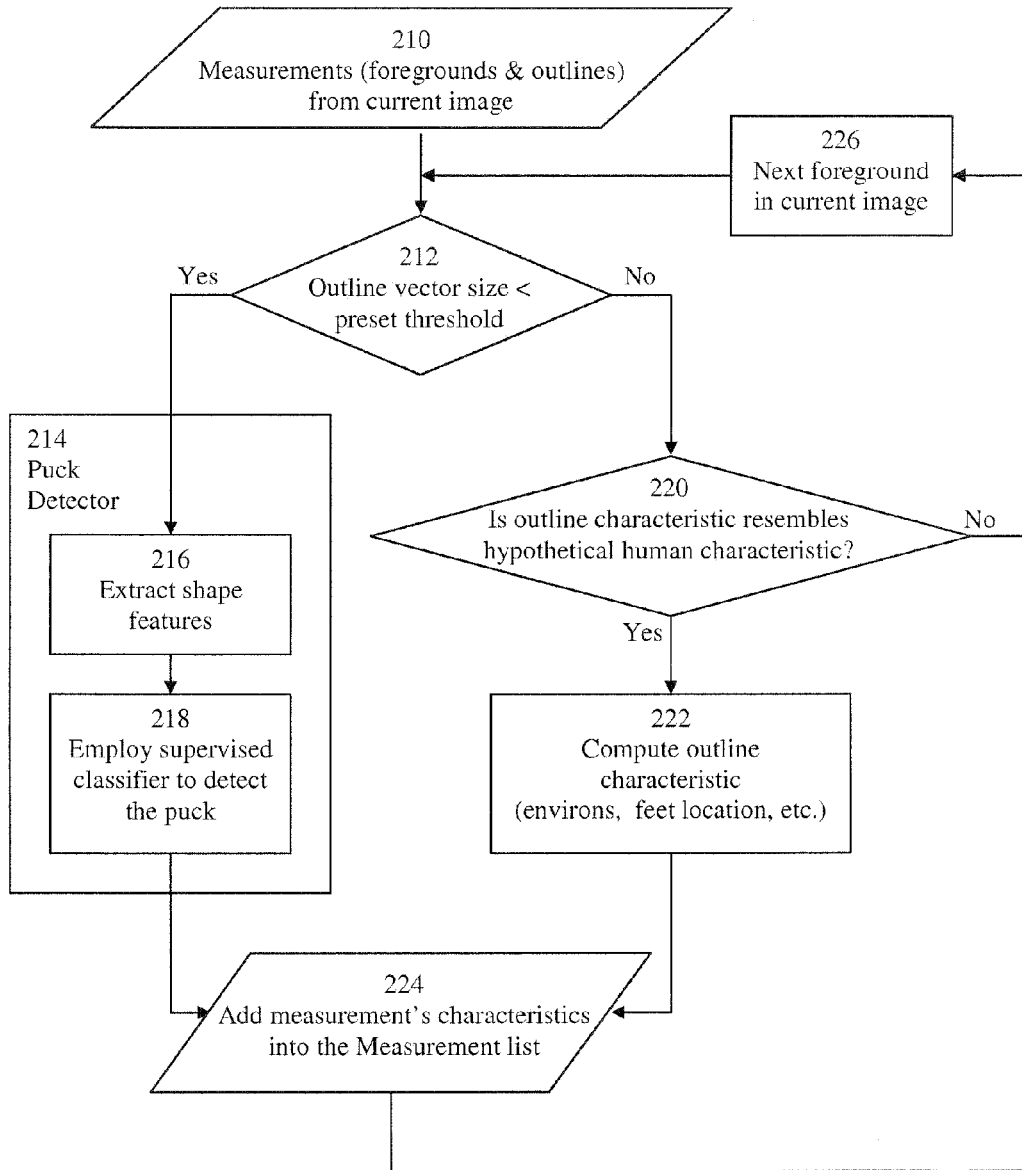 210
Measurements (foregrounds & outlines)
from current image
226
Next foreground
in current image
212
Outline vector size <
preset threshold
Yes
No
214
Puck
Detector
216
Extract shape
features
218
Employ supervised
classifier to detect
the puck
220
Is outline characteristic resembles
hypothetical human characteristic?
No
Yes
222
Compute outline
characteristic
(environs, feet location, etc.)
224
Add measurement's characteristics
into the Measurement list